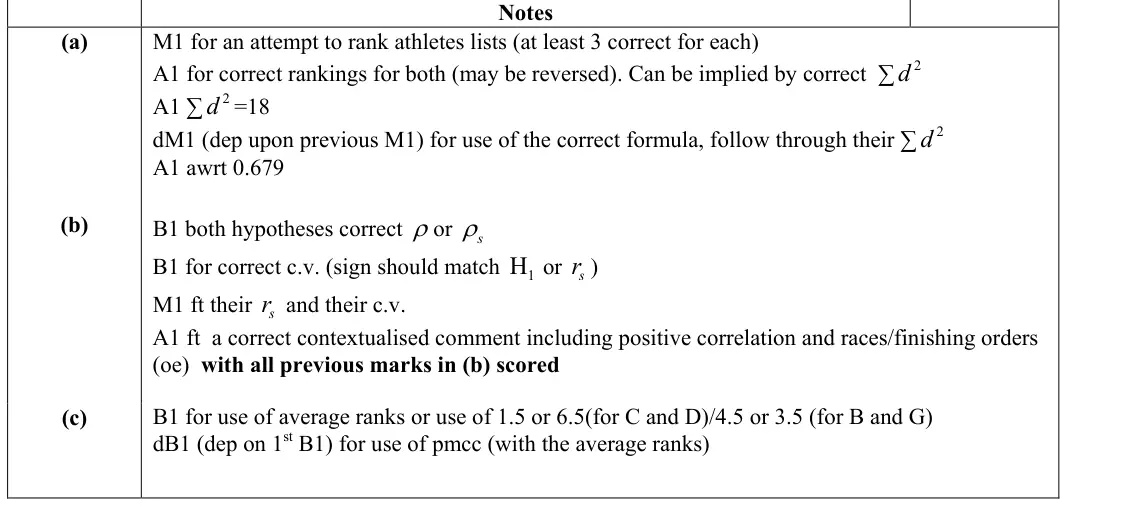 Notes
(a) M1 for an attempt to rank athletes lists (at least 3 correct for each)
A1 for correct rankings for both (may be reversed). Can be implied by correct ∑d²
A1 ∑d²=18
dM1 (dep upon previous M1) for use of the correct formula, follow through their ∑d²
A1 awrt 0.679
(b) B1 both hypotheses correct ρ or ρₛ
B1 for correct c.v. (sign should match H₁ or rₛ)
M1 ft their rₛ and their c.v.
A1 ft a correct contextualised comment including positive correlation and races/finishing orders
(oe) with all previous marks in (b) scored
(c) B1 for use of average ranks or use of 1.5 or 6.5(for C and D)/4.5 or 3.5 (for B and G)
dB1 (dep on 1st B1) for use of pmcc (with the average ranks)